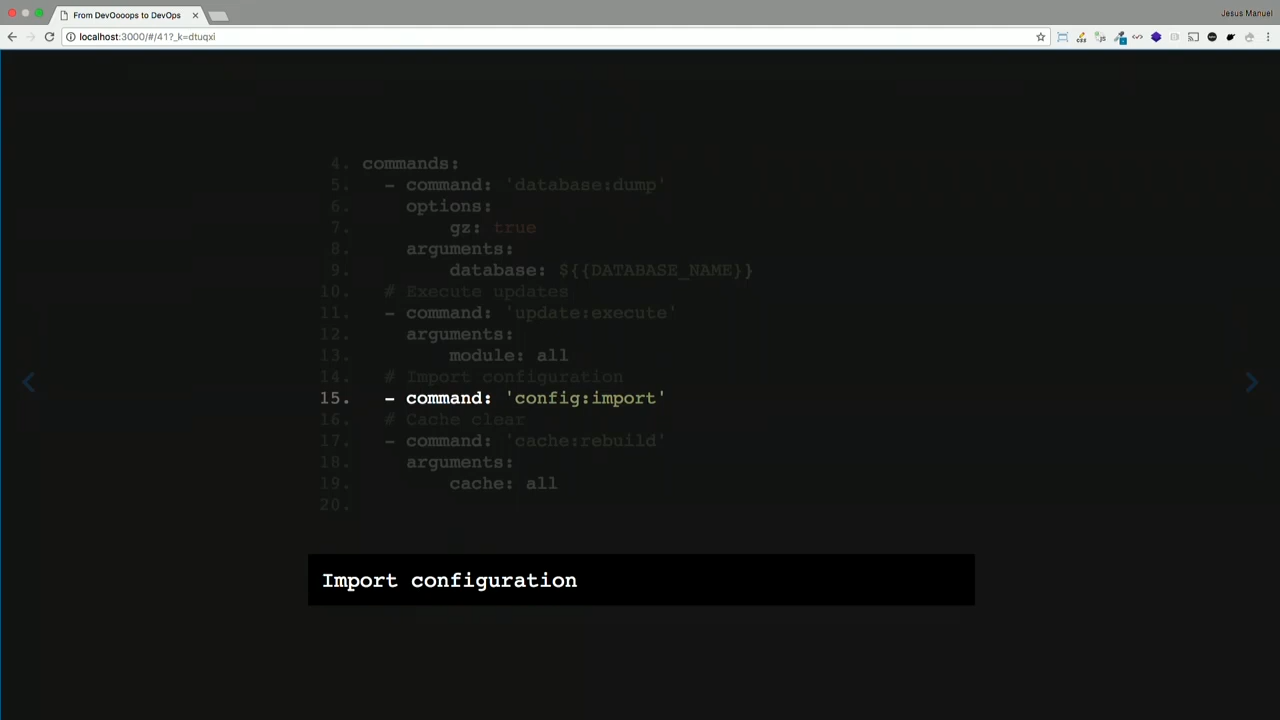 From DevOoops to DevOps
Jesus Manuel
localhost:3000/#/41?_k=dtuqxi
4. commands:
5. - command: 'database:dump'
6. options:
7. gz: true
8. arguments:
9. database: ${{DATABASE_NAME}}
10. # Execute updates
11. - command: 'update:execute'
12. arguments:
13. module: all
14. # Import configuration
15. - command: 'config:import'
16. # Cache clear
17. - command: 'cache:rebuild'
18. arguments:
19. cache: all
20.
Import configuration